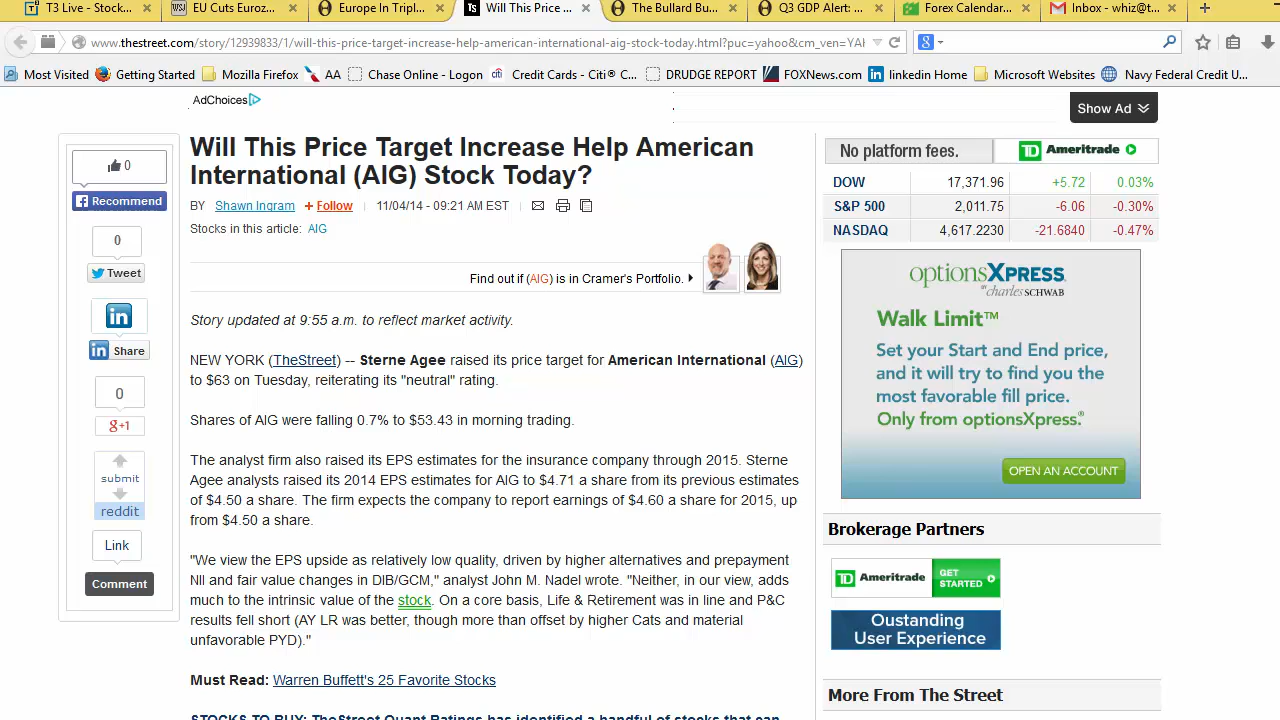 T3 Live - Stock...
EU Cuts Euroz...
Europe In Tripl...
Will This Price ...
The Bullard Bu...
Q3 GDP Alert: ...
Forex Calendar...
Inbox - whiz@t...
www.thestreet.com/story/12939833/1/will-this-price-target-increase-help-american-international-aig-stock-today.html?puc=yahoo&cm_ven=YAH
Most Visited
Getting Started
Mozilla Firefox
AA
Chase Online - Logon
Credit Cards - Citi® C...
DRUDGE REPORT
FOXNews.com
linkedin Home
Microsoft Websites
Navy Federal Credit U...
AdChoices
Show Ad
0
Recommend
0
Tweet
Share
0
g+1
submit
reddit
Link
Comment
Will This Price Target Increase Help American
International (AIG) Stock Today?
BY Shawn Ingram + Follow 11/04/14 - 09:21 AM EST
Stocks in this article: AIG
Find out if (AIG) is in Cramer's Portfolio.
Story updated at 9:55 a.m. to reflect market activity.
NEW YORK (TheStreet) -- Sterne Agee raised its price target for American International (AIG)
to $63 on Tuesday, reiterating its "neutral" rating.
Shares of AIG were falling 0.7% to $53.43 in morning trading.
The analyst firm also raised its EPS estimates for the insurance company through 2015. Sterne
Agee analysts raised its 2014 EPS estimates for AIG to $4.71 a share from its previous estimates
of $4.50 a share. The firm expects the company to report earnings of $4.60 a share for 2015, up
from $4.50 a share.
"We view the EPS upside as relatively low quality, driven by higher alternatives and prepayment
NII and fair value changes in DIB/GCM," analyst John M. Nadel wrote. "Neither, in our view, adds
much to the intrinsic value of the stock. On a core basis, Life & Retirement was in line and P&C
results fell short (AY LR was better, though more than offset by higher Cats and material
unfavorable PYD)."
Must Read: Warren Buffett's 25 Favorite Stocks
STOCKS TO BUY: TheStreet Quant Ratings has identified a handful of stocks that can
No platform fees. TD Ameritrade
DOW 17,371.96 +5.72 0.03%
S&P 500 2,011.75 -6.06 -0.30%
NASDAQ 4,617.2230 -21.6840 -0.47%
optionsXpress
by charles SCHWAB
Walk Limit™
Set your Start and End price,
and it will try to find you the
most favorable fill price.
Only from optionsXpress.®
OPEN AN ACCOUNT
Brokerage Partners
TD Ameritrade GET STARTED
Oustanding
User Experience
More From The Street